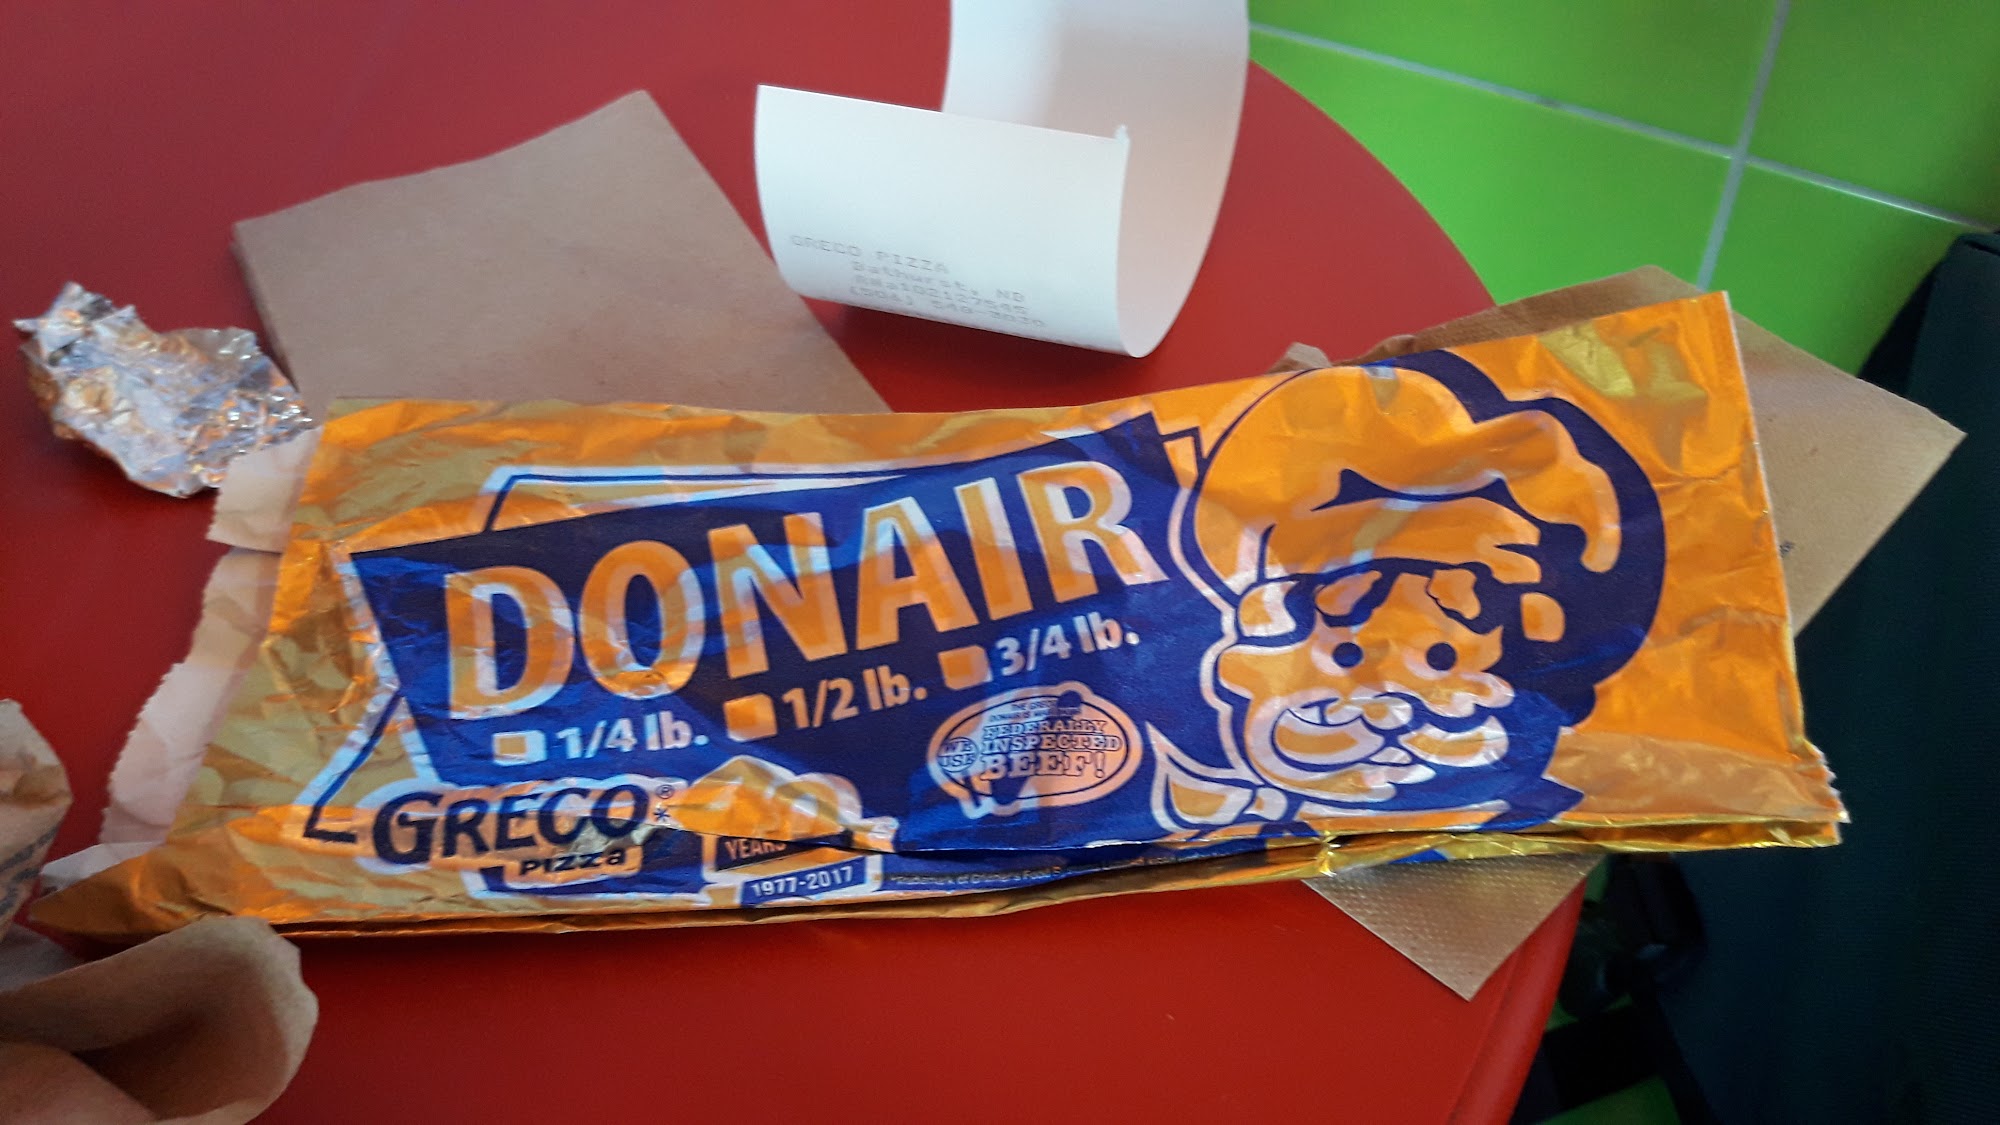 GRECO PIZZA
Bathurst, NB
DONAIR
1/4 lb. 1/2 lb. 3/4 lb.
WE USE
FEDERALLY
INSPECTED
BEEF!
GRECO®*
PIZZA
YEARS
1977-2017